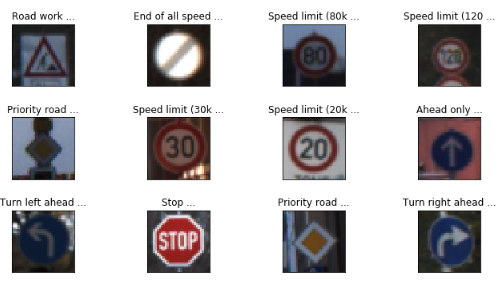 Road work ...
End of all speed ...
Speed limit (80k ...
Speed limit (120 ...
80
120
Priority road ...
Speed limit (30k ...
Speed limit (20k ...
Ahead only ...
30
20
Turn left ahead ...
Stop ...
Priority road ...
Turn right ahead ...
STOP